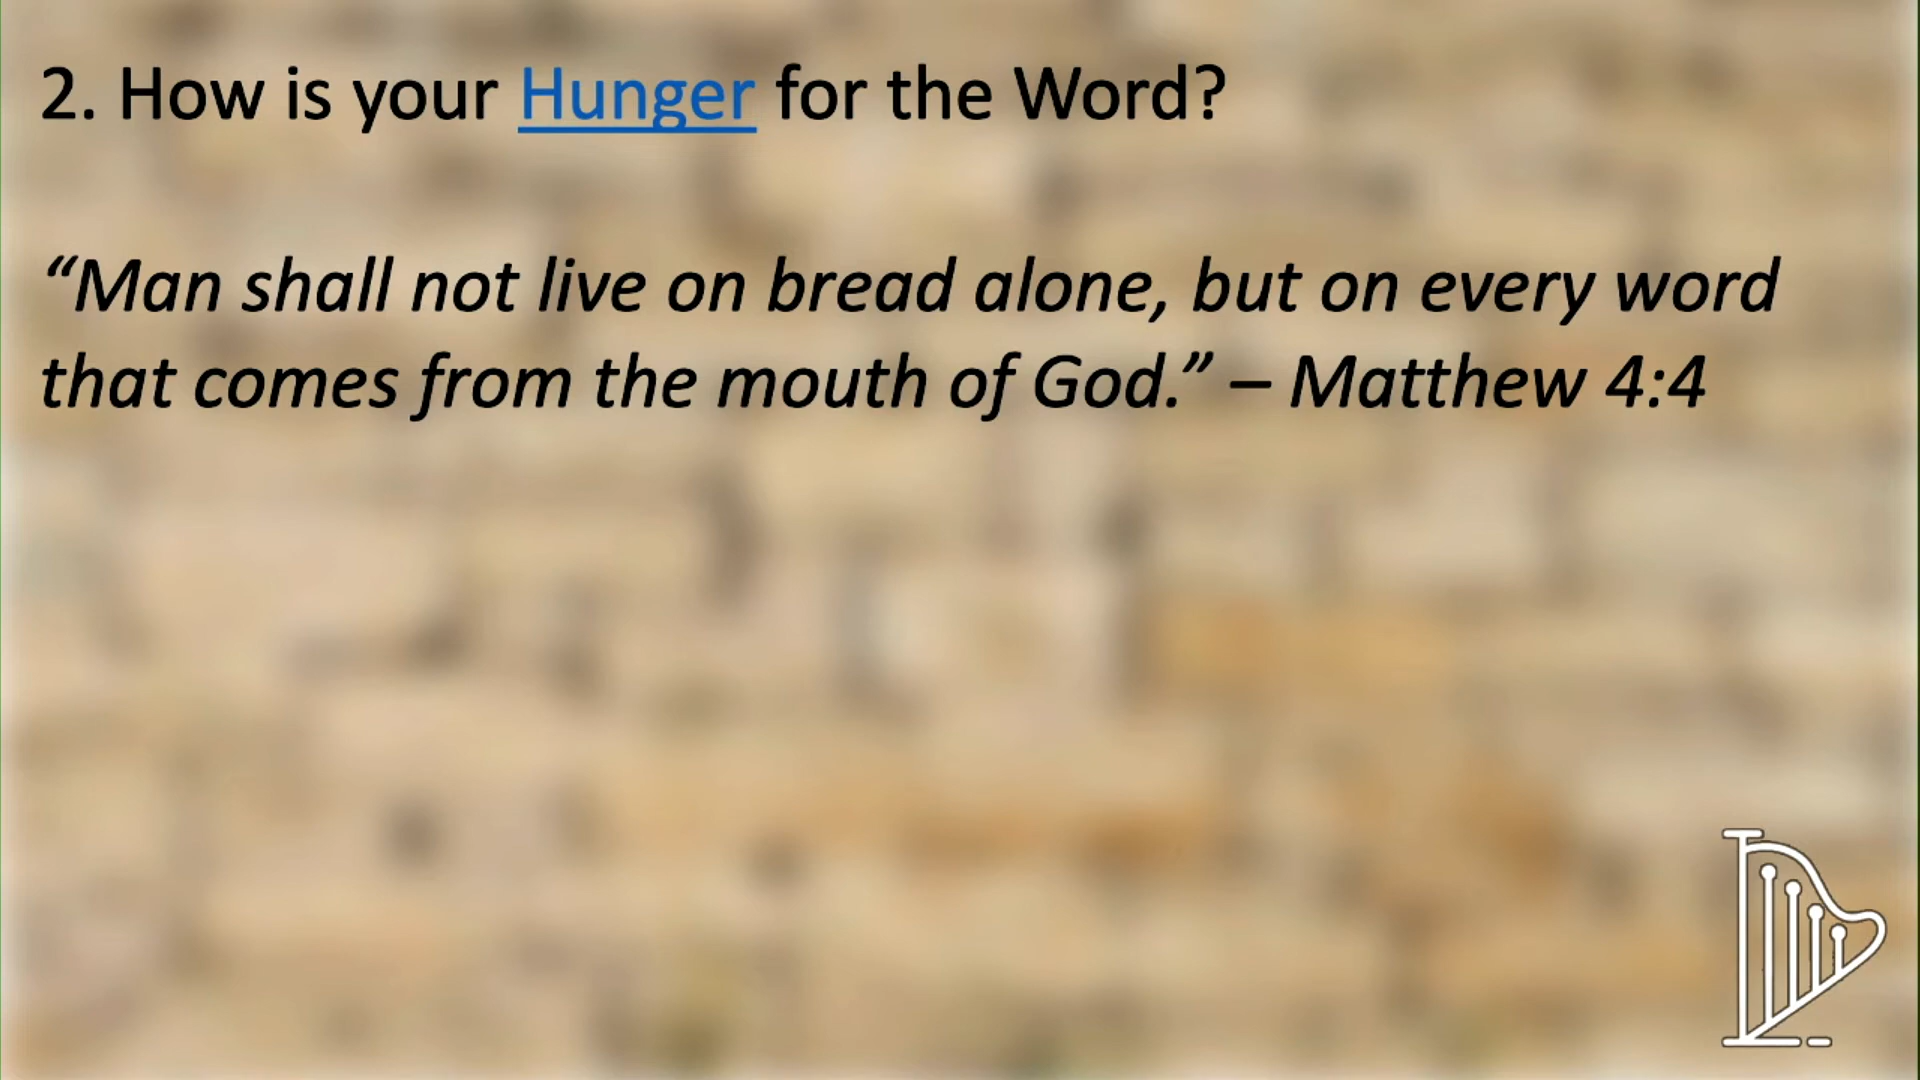 2. How is your Hunger for the Word?
“Man shall not live on bread alone, but on every word
that comes from the mouth of God.” – Matthew 4:4